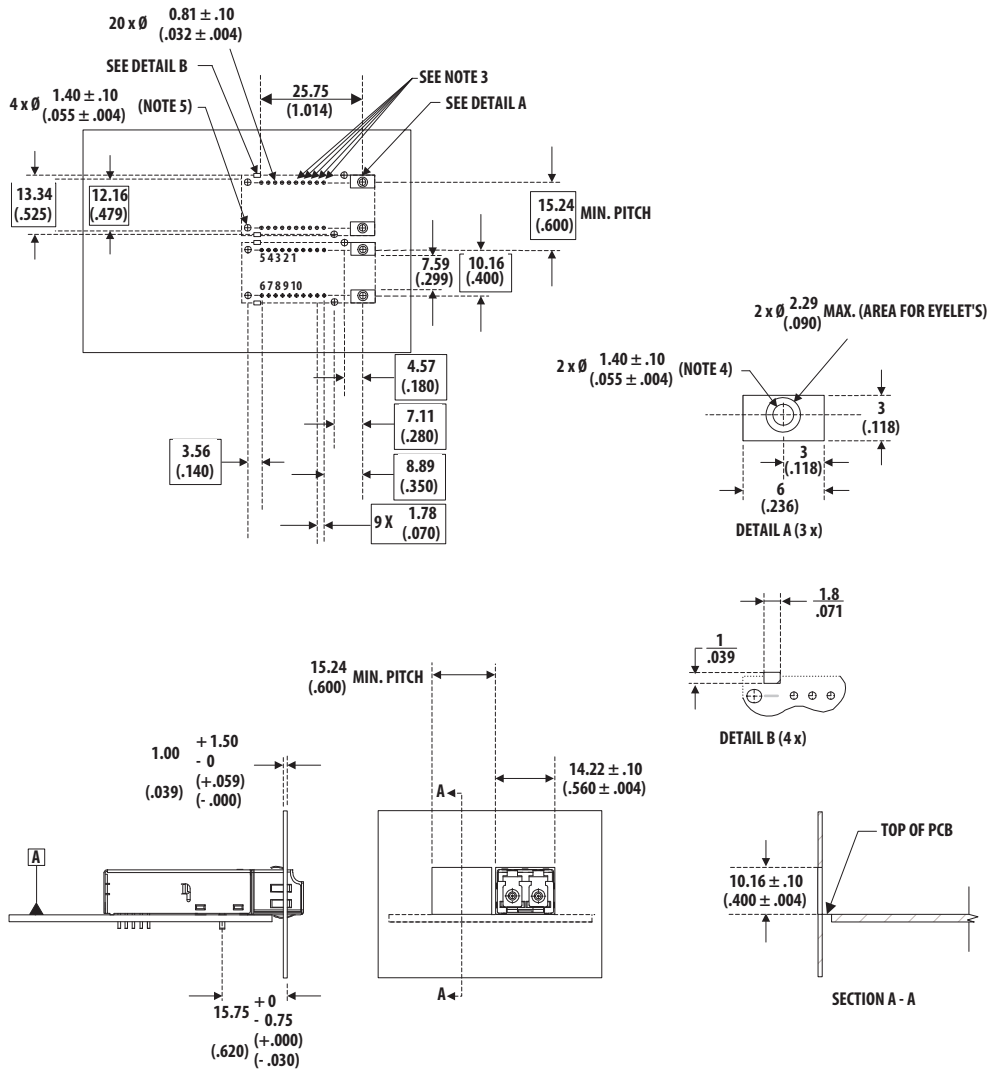 20 x Ø 0.81 ± .10
(.032 ± .004)
SEE DETAIL B
4 x Ø 1.40 ± .10 (NOTE 5)
(.055 ± .004)
25.75
(1.014)
SEE NOTE 3
SEE DETAIL A
13.34
(.525)
12.16
(.479)
15.24
(.600)
MIN. PITCH
5 4 3 2 1
6 7 8 9 10
7.59
(.299)
10.16
(.400)
4.57
(.180)
7.11
(.280)
3.56
(.140)
8.89
(.350)
9 X 1.78
(.070)
2 x Ø 2.29 MAX. (AREA FOR EYELET'S)
(.090)
2 x Ø 1.40 ± .10 (NOTE 4)
(.055 ± .004)
3
(.118)
3
(.118)
6
(.236)
DETAIL A (3 x)
1.8
.071
1
.039
DETAIL B (4 x)
15.24
(.600)
MIN. PITCH
1.00 + 1.50
- 0
(.039) (+.059)
(- .000)
14.22 ± .10
(.560 ± .004)
A
A
A
TOP OF PCB
10.16 ± .10
(.400 ± .004)
SECTION A - A
15.75 + 0
- 0.75
(.620) (+.000)
(- .030)